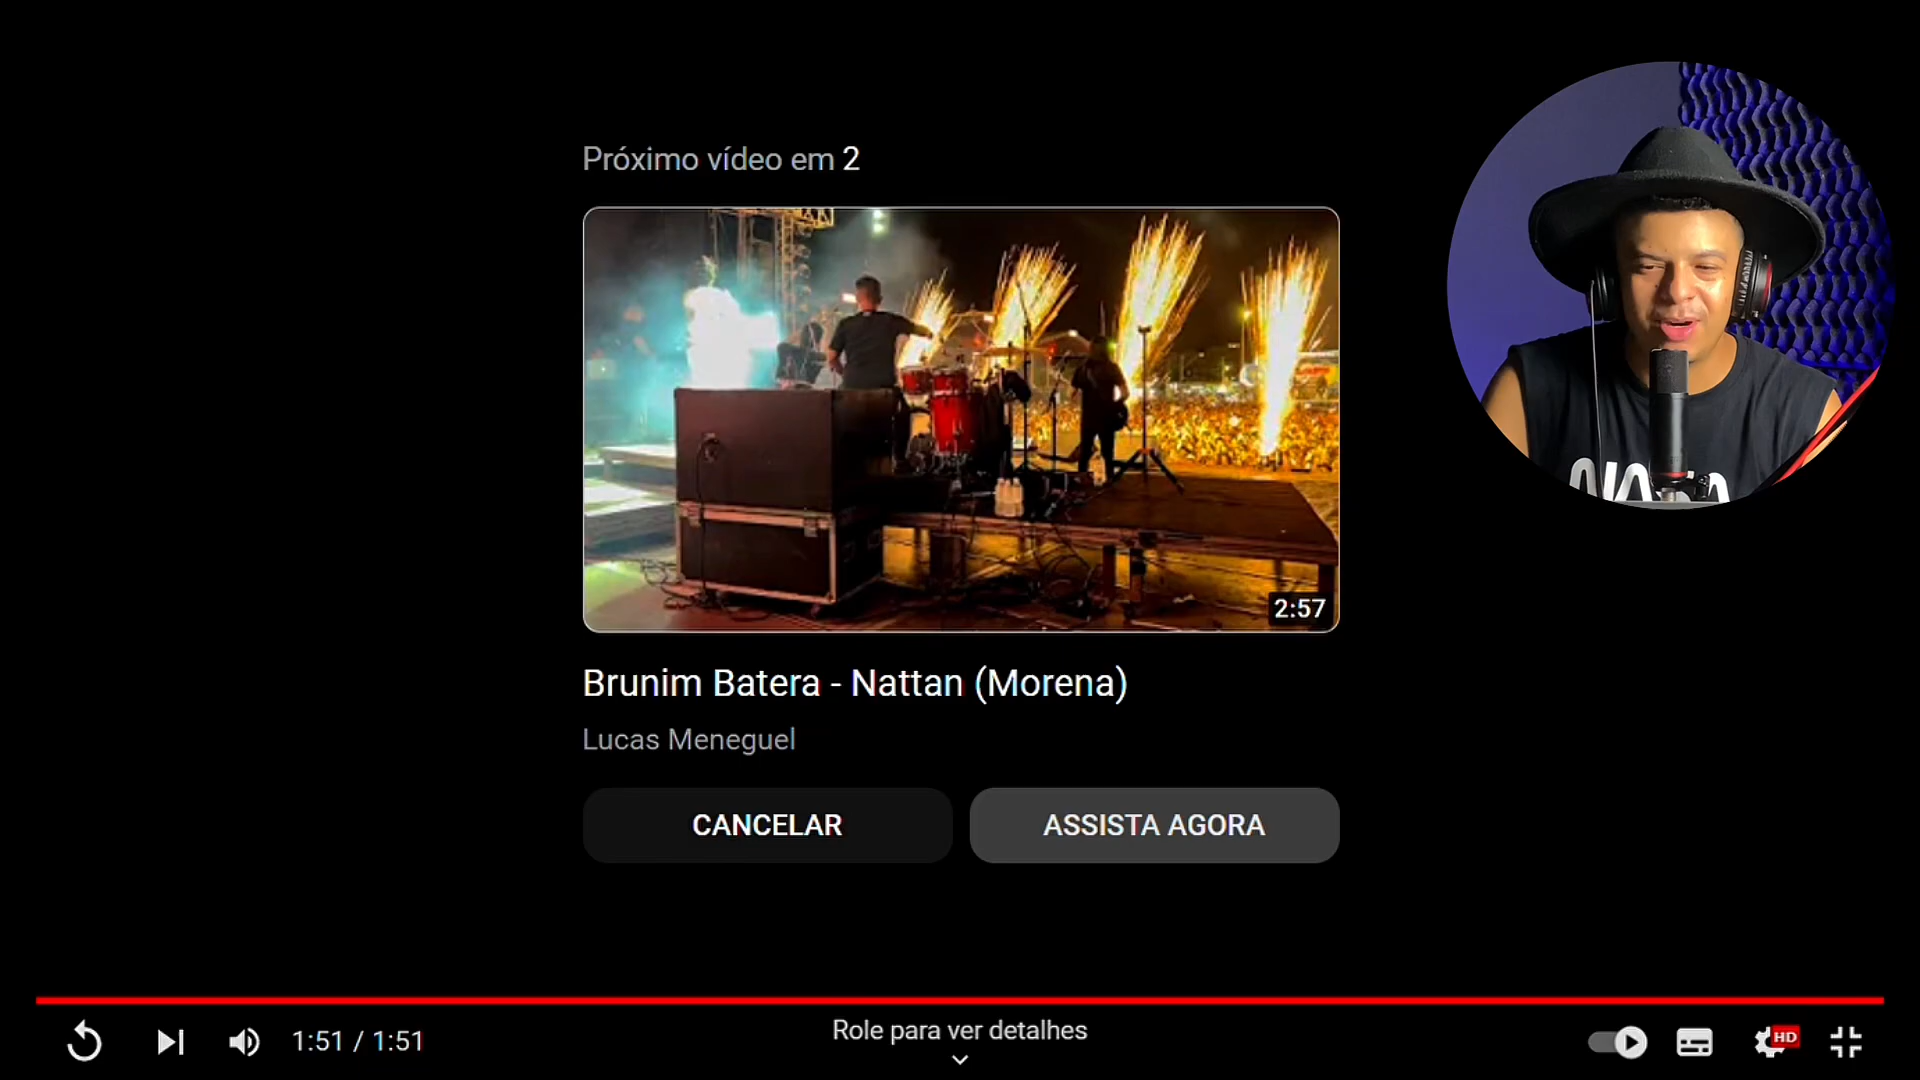 Próximo vídeo em 2
2:57
Brunim Batera - Nattan (Morena)
Lucas Meneguel
CANCELAR
ASSISTA AGORA
1:51 / 1:51
Role para ver detalhes
HD